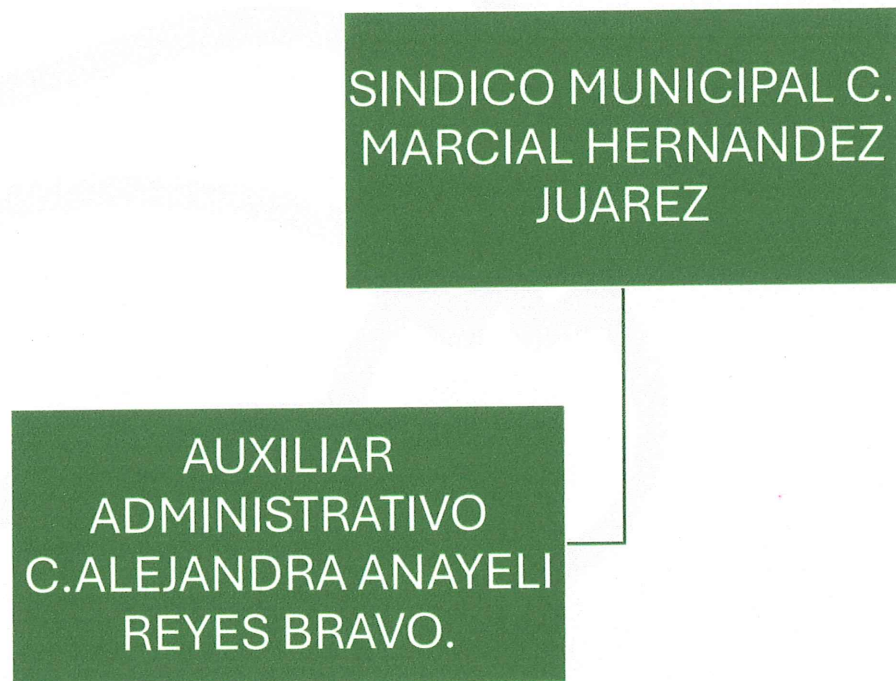 SINDICO MUNICIPAL C.
MARCIAL HERNANDEZ
JUAREZ
AUXILIAR
ADMINISTRATIVO
C.ALEJANDRA ANAYELI
REYES BRAVO.